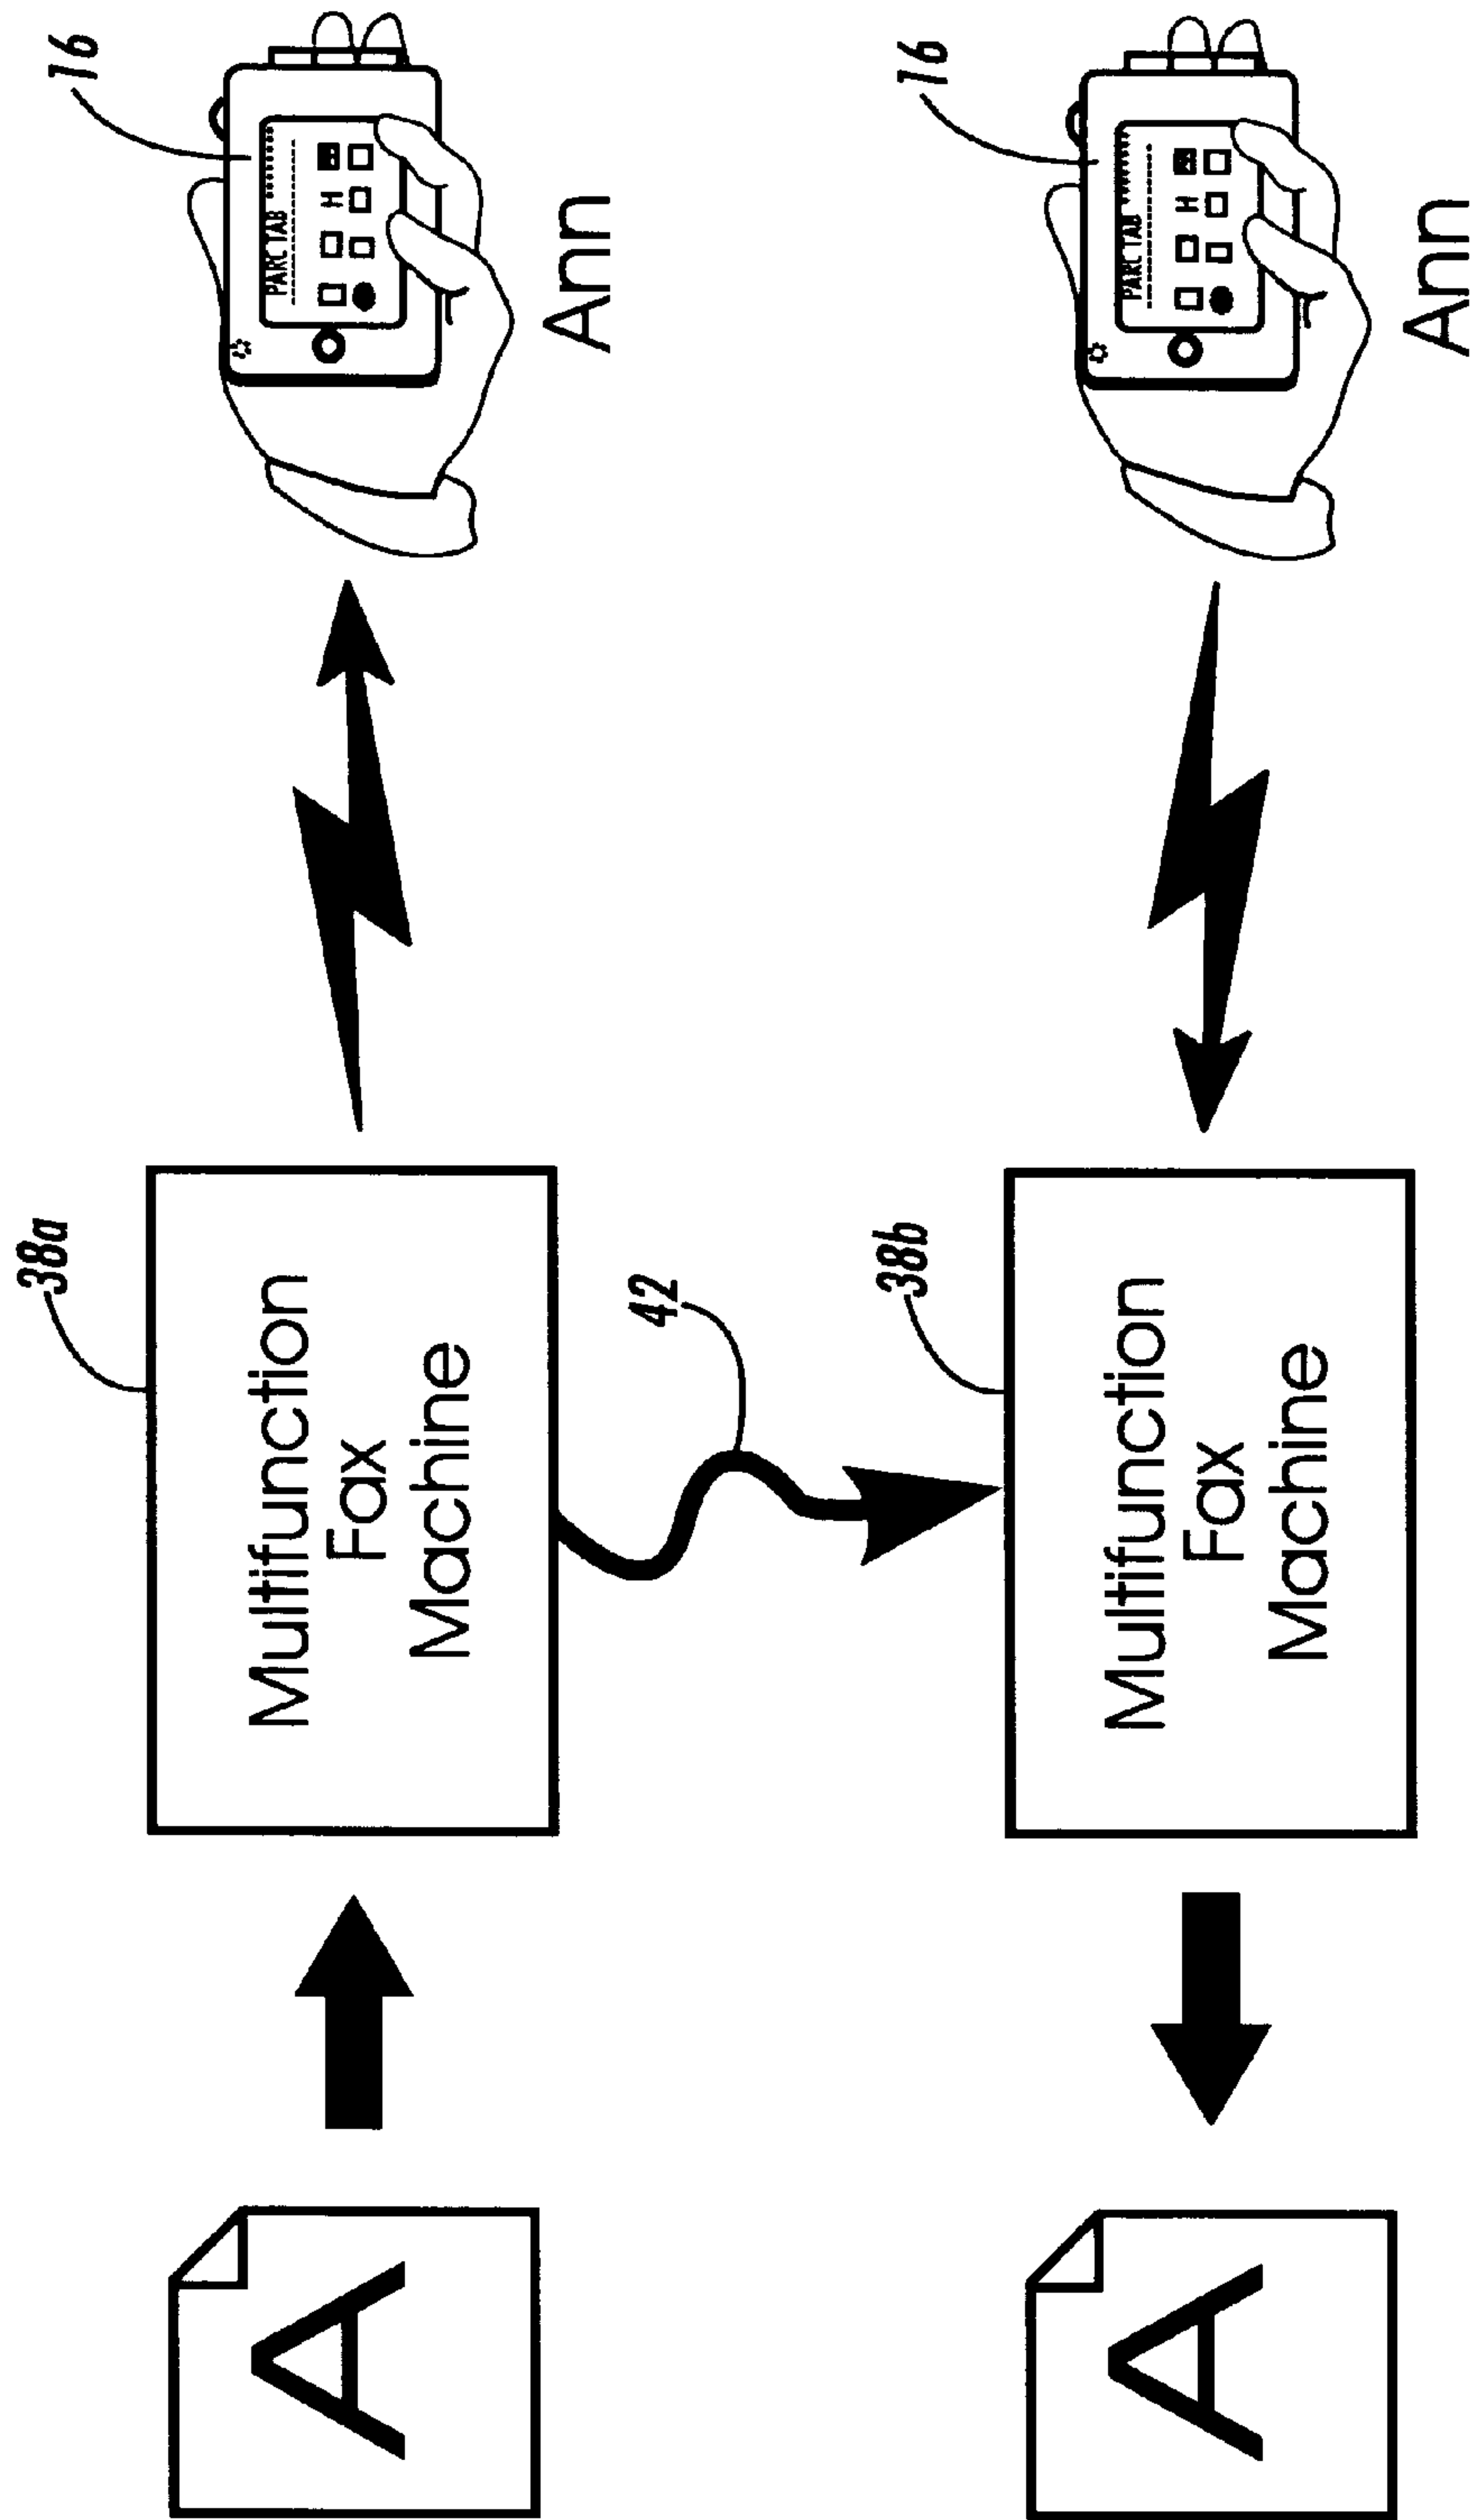 A
Multifunction
Fax
Machine
38a
PARCTAB
16
Ann
42
A
Multifunction
Fax
Machine
38b
PARCTAB
16
Ann